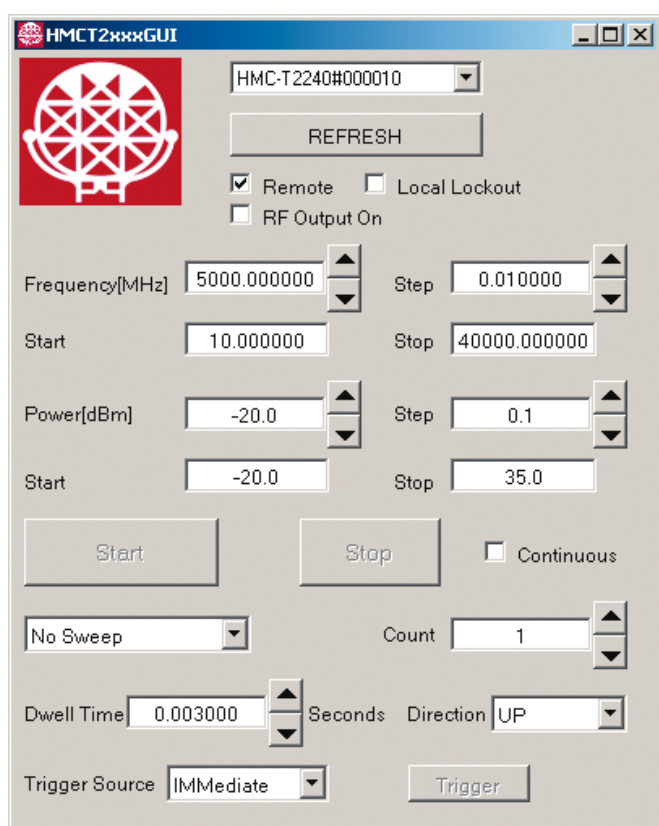 HMCT2xxxGUI
HMC-T2240#000010
REFRESH
Remote Local Lockout
RF Output On
Frequency[MHz] 5000.000000 Step 0.010000
Start 10.000000 Stop 40000.000000
Power[dBm] -20.0 Step 0.1
Start -20.0 Stop 35.0
Start Stop Continuous
No Sweep Count 1
Dwell Time 0.003000 Seconds Direction UP
Trigger Source IMMediate Trigger